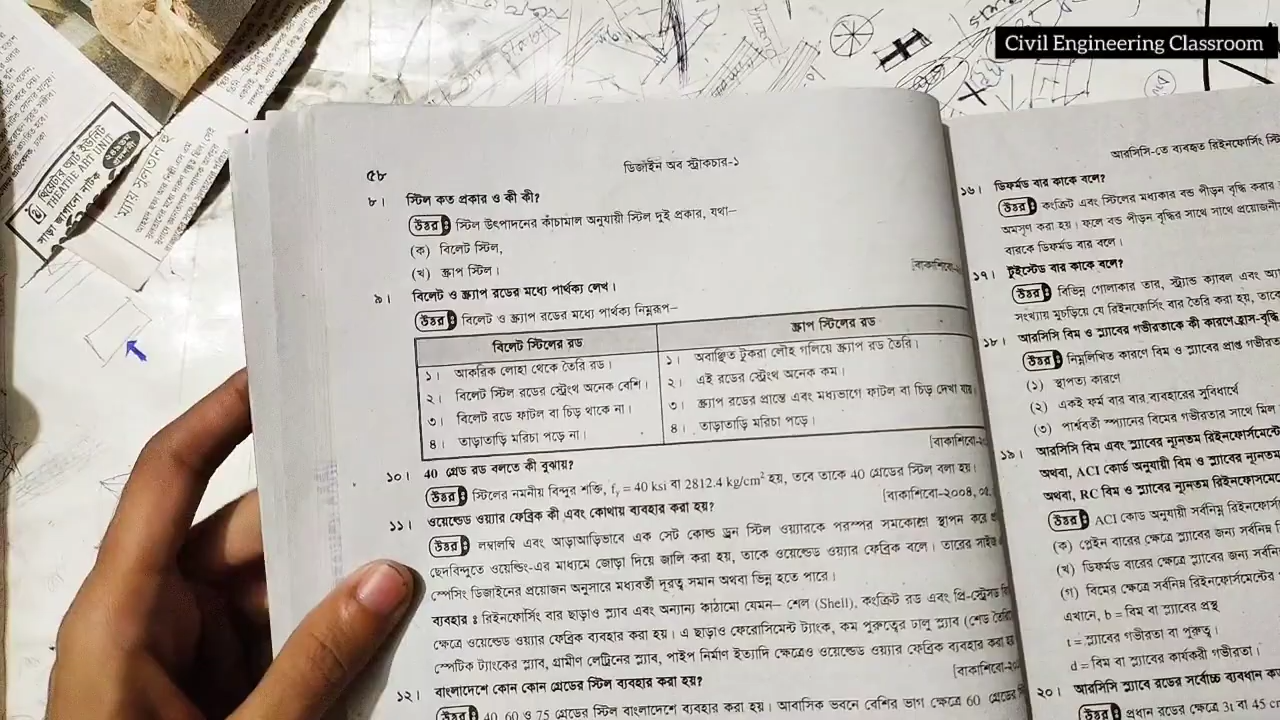 Civil Engineering Classroom
থিয়েটার আর্ট ইউনিট
THEATRE ART UNIT
৫৮
ডিজাইন অব স্ট্রাকচার-১
৮। স্টিল কত প্রকার ও কী কী?
উত্তর : স্টিল উৎপাদনের কাঁচামাল অনুযায়ী স্টিল দুই প্রকার, যথা—
(ক) বিলেট স্টিল,
(খ) স্ক্রাপ স্টিল।
[বাকাশিবো-২
৯। বিলেট ও স্ক্র্যাপ রডের মধ্যে পার্থক্য লেখ।
উত্তর : বিলেট ও স্ক্র্যাপ রডের মধ্যে পার্থক্য নিম্নরূপ—
বিলেট স্টিলের রড
স্ক্রাপ স্টিলের রড
১। আকরিক লোহা থেকে তৈরি রড।
১। অবাঞ্ছিত টুকরা লৌহ গলিয়ে স্ক্র্যাপ রড তৈরি।
২। বিলেট স্টিল রডের স্ট্রেংথ অনেক বেশি।
২। এই রডের স্ট্রেংথ অনেক কম।
৩। বিলেট রডে ফাটল বা চিড় থাকে না।
৩। স্ক্র্যাপ রডের প্রান্তে এবং মধ্যভাগে ফাটল বা চিড় দেখা যায়।
৪। তাড়াতাড়ি মরিচা পড়ে না।
৪। তাড়াতাড়ি মরিচা পড়ে।
[বাকাশিবো-২
১০। 40 গ্রেড রড বলতে কী বুঝায়?
উত্তর : স্টিলের নমনীয় বিন্দুর শক্তি, fy = 40 ksi বা 2812.4 kg/cm² হয়, তবে তাকে 40 গ্রেডের স্টিল বলা হয়।
[বাকাশিবো-২০০৪, ০৫,
১১। ওয়েল্ডেড ওয়্যার ফেব্রিক কী এবং কোথায় ব্যবহার করা হয়?
উত্তর : লম্বালম্বি এবং আড়াআড়িভাবে এক সেট কোল্ড ড্রন স্টিল ওয়্যারকে পরস্পর সমকোণে স্থাপন করে
ছেদবিন্দুতে ওয়েল্ডিং-এর মাধ্যমে জোড়া দিয়ে জালি করা হয়, তাকে ওয়েল্ডেড ওয়্যার ফেব্রিক বলে। তারের সাইজ
স্পেসিং ডিজাইনের প্রয়োজন অনুসারে মধ্যবর্তী দূরত্ব সমান অথবা ভিন্ন হতে পারে।
ব্যবহার : রিইনফোর্সিং বার ছাড়াও স্ল্যাব এবং অন্যান্য কাঠামো যেমন— শেল (Shell), কংক্রিট রড এবং প্রি-স্ট্রেসড
ক্ষেত্রে ওয়েল্ডেড ওয়্যার ফেব্রিক ব্যবহার করা হয়। এ ছাড়াও ফেরোসিমেন্ট ট্যাংক, কম পুরুত্বের ঢালু স্ল্যাব (শেড তৈরি
সেপটিক ট্যাংকের স্ল্যাব, গ্রামীণ লেট্রিনের স্ল্যাব, পাইপ নির্মাণ ইত্যাদি ক্ষেত্রেও ওয়েল্ডেড ওয়্যার ফেব্রিক ব্যবহার করা হয়
[বাকাশিবো-২০
১২। বাংলাদেশে কোন কোন গ্রেডের স্টিল ব্যবহার করা হয়?
উত্তর : 40, 60 ও 75 গ্রেডের স্টিল বাংলাদেশে ব্যবহার করা হয়। আবাসিক ভবনে বেশির ভাগ ক্ষেত্রে 60 গ্রেডের
আরসিসি-তে ব্যবহৃত রিইনফোর্সিং
১৬। ডিফর্মড বার কাকে বলে?
উত্তর : কংক্রিট এবং স্টিলের মধ্যকার বন্ড পীড়ন বৃদ্ধি করার
অমসৃণ করা হয়। ফলে বন্ড পীড়ন বৃদ্ধির সাথে সাথে প্রয়োজনী
বারকে ডিফর্মড বার বলে।
১৭। টুইস্টেড বার কাকে বলে?
উত্তর : বিভিন্ন গোলাকার তার, স্ট্র্যান্ড ক্যাবল এবং
সংখ্যায় মুচড়িয়ে যে রিইনফোর্সিং বার তৈরি করা হয়, তাকে
১৮। আরসিসি বিম ও স্ল্যাবের গভীরতাকে কী কারণে হ্রাস-বৃদ্ধি
উত্তর : নিম্নলিখিত কারণে বিম ও স্ল্যাবের প্রাপ্ত গভীরত
(১) স্থাপত্য কারণে
(২) একই ফর্ম বার বার ব্যবহারের সুবিধার্থে
(৩) পার্শ্ববর্তী স্প্যানের বিমের গভীরতার সাথে মিল
১৯। আরসিসি বিম এবং স্ল্যাবের ন্যূনতম রিইনফোর্সমেন্টে
অথবা, ACI কোড অনুযায়ী বিম ও স্ল্যাবের ন্যূনতম
অথবা, RC বিম ও স্ল্যাবের ন্যূনতম রিইনফোর্সমেন্টে
উত্তর : ACI কোড অনুযায়ী সর্বনিম্ন রিইনফোর্স
(ক) প্লেইন বারের ক্ষেত্রে স্ল্যাবের জন্য সর্বনিম্ন
(খ) ডিফর্মড বারের ক্ষেত্রে স্ল্যাবের জন্য সর্বনিম্ন
(গ) বিমের ক্ষেত্রে সর্বনিম্ন রিইনফোর্সমেন্টের
এখানে, b = বিম বা স্ল্যাবের প্রস্থ
t = স্ল্যাবের গভীরতা বা পুরুত্ব।
d = বিম বা স্ল্যাবের কার্যকরী গভীরতা।
২০। আরসিসি স্ল্যাবে রডের সর্বোচ্চ ব্যবধান কত
উত্তর : প্রধান রডের ক্ষেত্রে 3t বা 45 cm